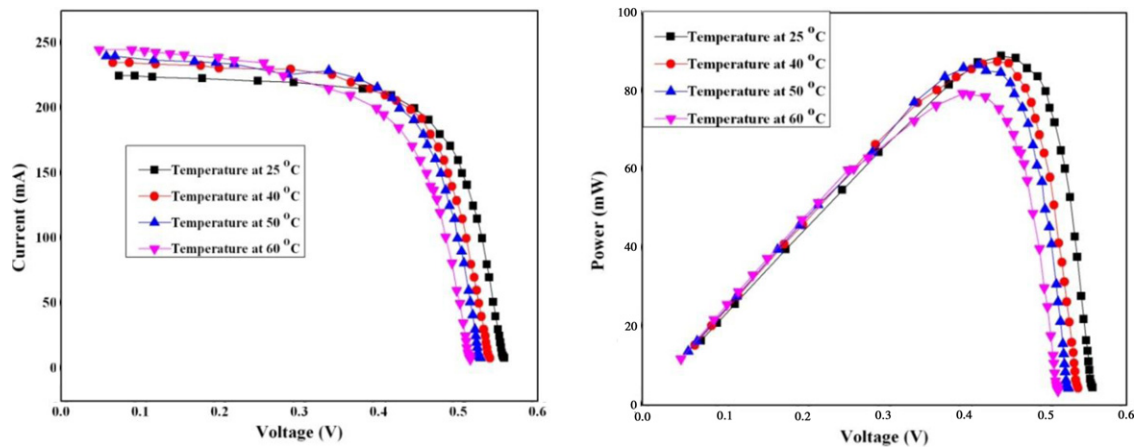 250
200
150
100
50
0
Current (mA)
Temperature at 25 °C
Temperature at 40 °C
Temperature at 50 °C
Temperature at 60 °C
0.0 0.1 0.2 0.3 0.4 0.5 0.6
Voltage (V)
100
80
60
40
20
0
Power (mW)
Temperature at 25 °C
Temperature at 40 °C
Temperature at 50 °C
Temperature at 60 °C
0.0 0.1 0.2 0.3 0.4 0.5 0.6
Voltage (V)